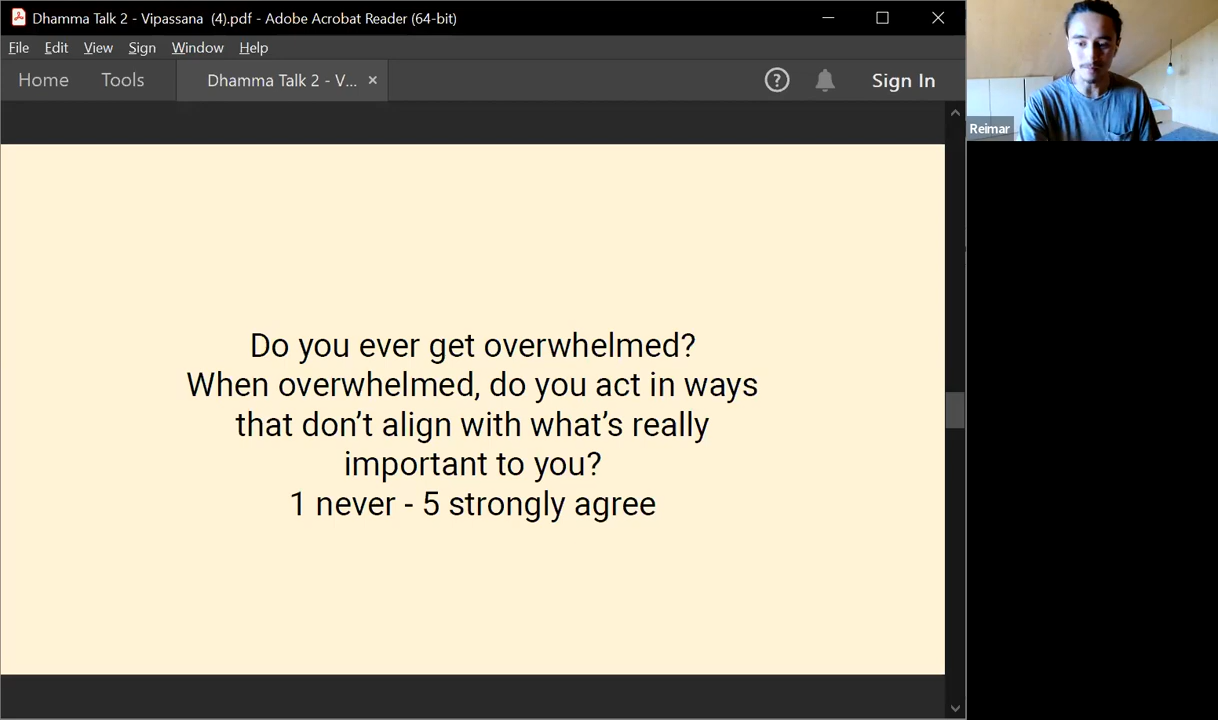 Dhamma Talk 2 - Vipassana (4).pdf - Adobe Acrobat Reader (64-bit)
File Edit View Sign Window Help
Home Tools Dhamma Talk 2 - V... × ? Sign In
Reimar
Do you ever get overwhelmed?
When overwhelmed, do you act in ways
that don’t align with what’s really
important to you?
1 never - 5 strongly agree